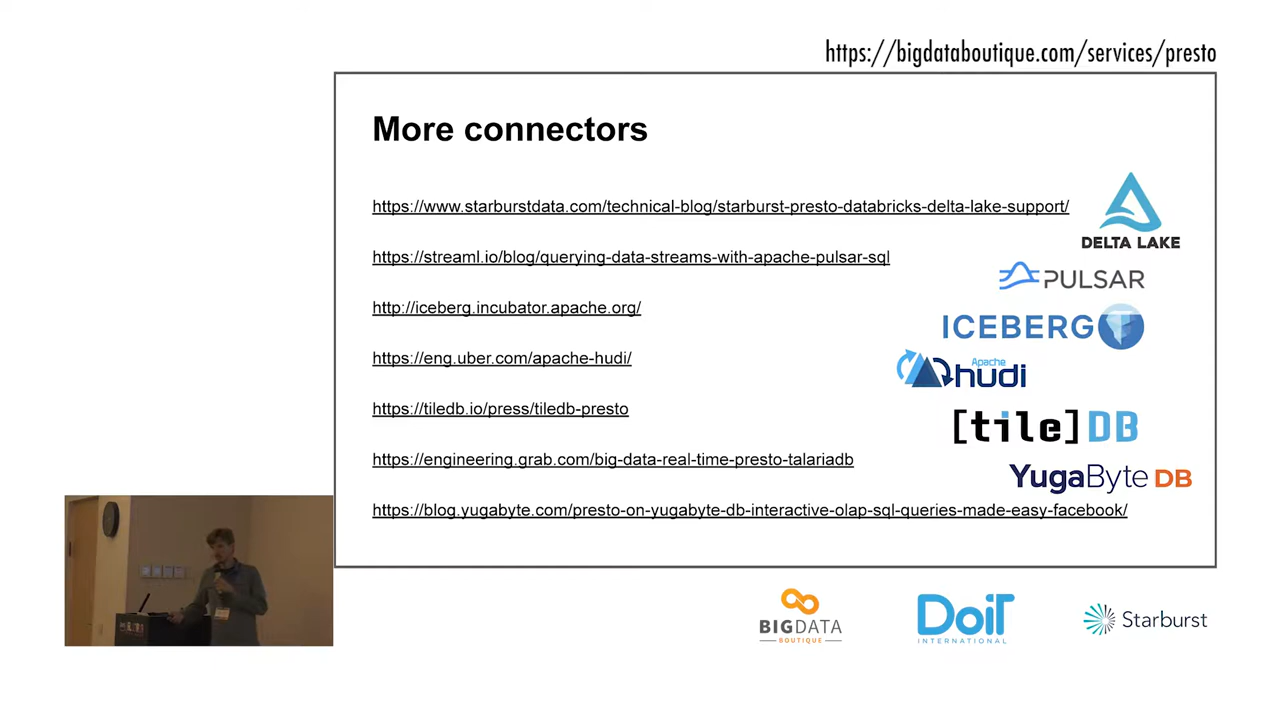 https://bigdataboutique.com/services/presto
More connectors
https://www.starburstdata.com/technical-blog/starburst-presto-databricks-delta-lake-support/
DELTA LAKE
https://streaml.io/blog/querying-data-streams-with-apache-pulsar-sql
PULSAR
http://iceberg.incubator.apache.org/
ICEBERG
https://eng.uber.com/apache-hudi/
Apache
hudi
https://tiledb.io/press/tiledb-presto
[tile]DB
https://engineering.grab.com/big-data-real-time-presto-talariadb
YugaByte DB
https://blog.yugabyte.com/presto-on-yugabyte-db-interactive-olap-sql-queries-made-easy-facebook/
BIGDATA
BOUTIQUE
DoiT
INTERNATIONAL
Starburst